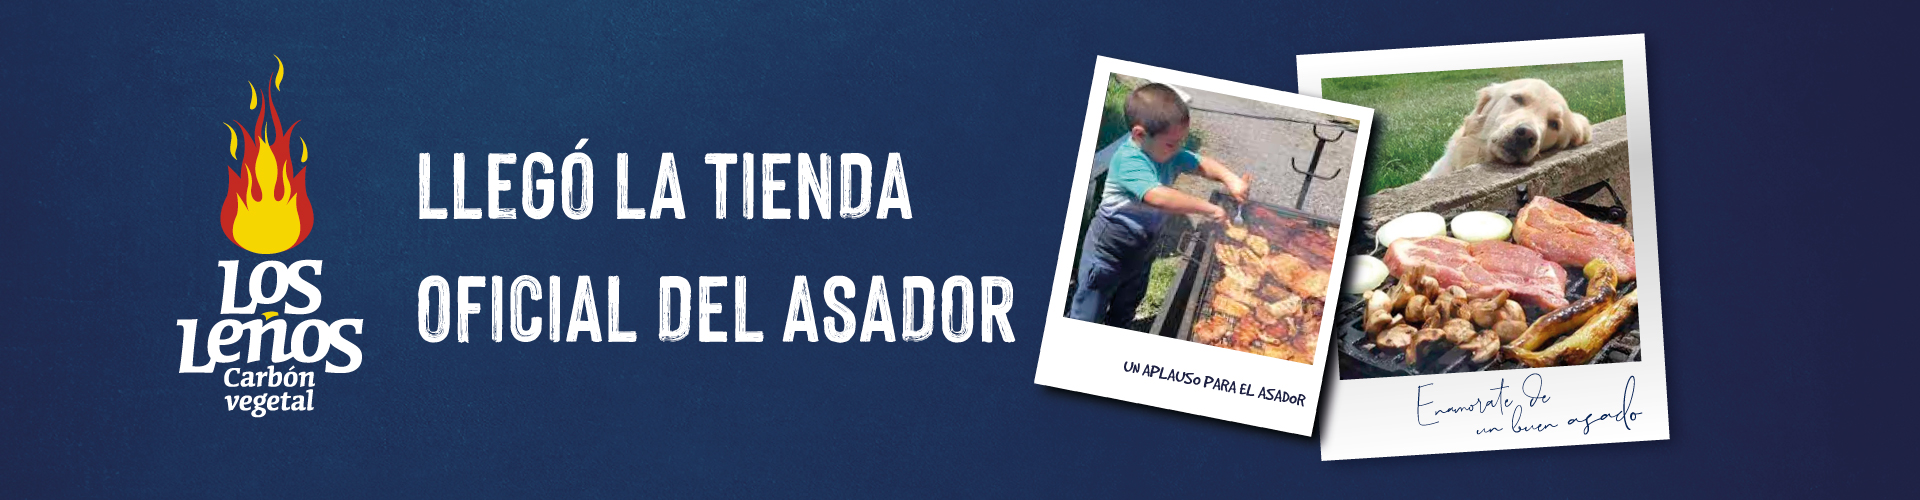 Los
Leños
Carbón
vegetal
LLEGÓ LA TIENDA
OFICIAL DEL ASADOR
UN APLAUSO PARA EL ASADOR
Enamorate de
un buen asado